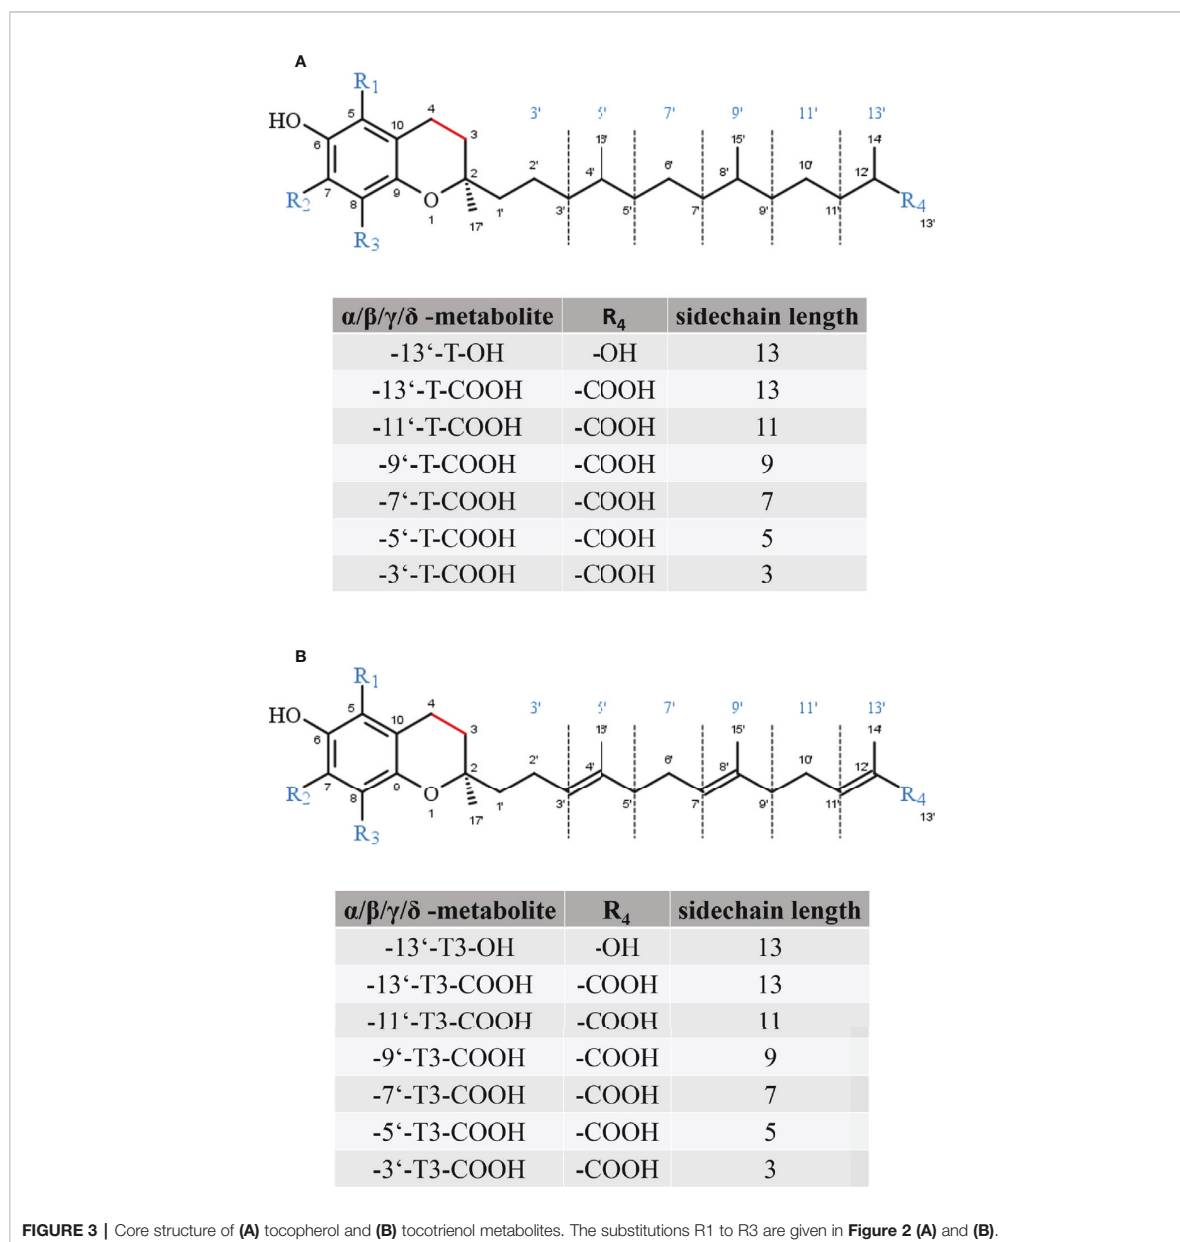 A
R1
HO
5
4
10
3
6
7
8
9
O
1
2
R2
R3
17'
1'
2'
3'
5'
7'
9'
11'
13'
3'
4'
5'
6'
7'
8'
9'
10'
11'
12'
15'
14'
R4
13'
α/β/γ/δ -metabolite R4 sidechain length
-13‘-T-OH -OH 13
-13‘-T-COOH -COOH 13
-11‘-T-COOH -COOH 11
-9‘-T-COOH -COOH 9
-7‘-T-COOH -COOH 7
-5‘-T-COOH -COOH 5
-3‘-T-COOH -COOH 3
B
R1
HO
5
4
10
3
6
7
8
9
O
1
2
R2
R3
17'
1'
2'
3'
5'
7'
9'
11'
13'
3'
4'
5'
6'
7'
8'
9'
10'
11'
12'
15'
14'
R4
13'
α/β/γ/δ -metabolite R4 sidechain length
-13‘-T3-OH -OH 13
-13‘-T3-COOH -COOH 13
-11‘-T3-COOH -COOH 11
-9‘-T3-COOH -COOH 9
-7‘-T3-COOH -COOH 7
-5‘-T3-COOH -COOH 5
-3‘-T3-COOH -COOH 3
FIGURE 3 | Core structure of (A) tocopherol and (B) tocotrienol metabolites. The substitutions R1 to R3 are given in Figure 2 (A) and (B).